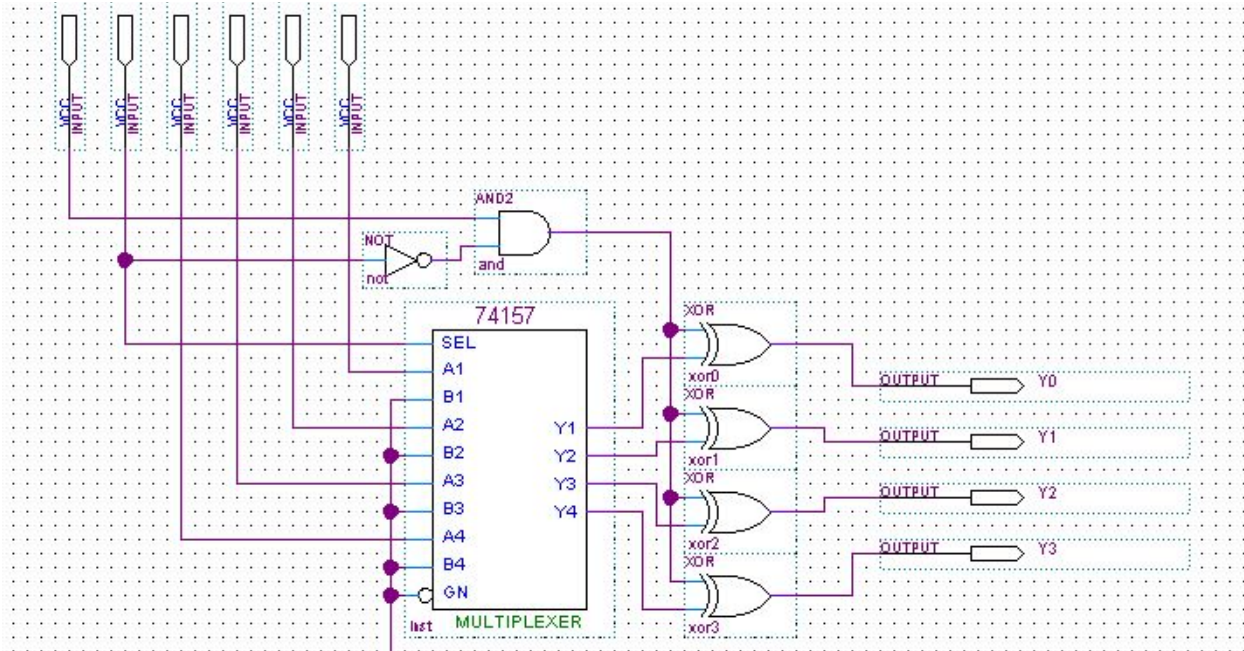 VCC INPUT
VCC INPUT
VCC INPUT
VCC INPUT
VCC INPUT
VCC INPUT
AND2
and
NOT
not
74157
SEL
A1
B1
A2
B2
A3
B3
A4
B4
GN
Y1
Y2
Y3
Y4
inst
MULTIPLEXER
XOR
xor0
XOR
xor1
XOR
xor2
XOR
xor3
OUTPUT Y0
OUTPUT Y1
OUTPUT Y2
OUTPUT Y3